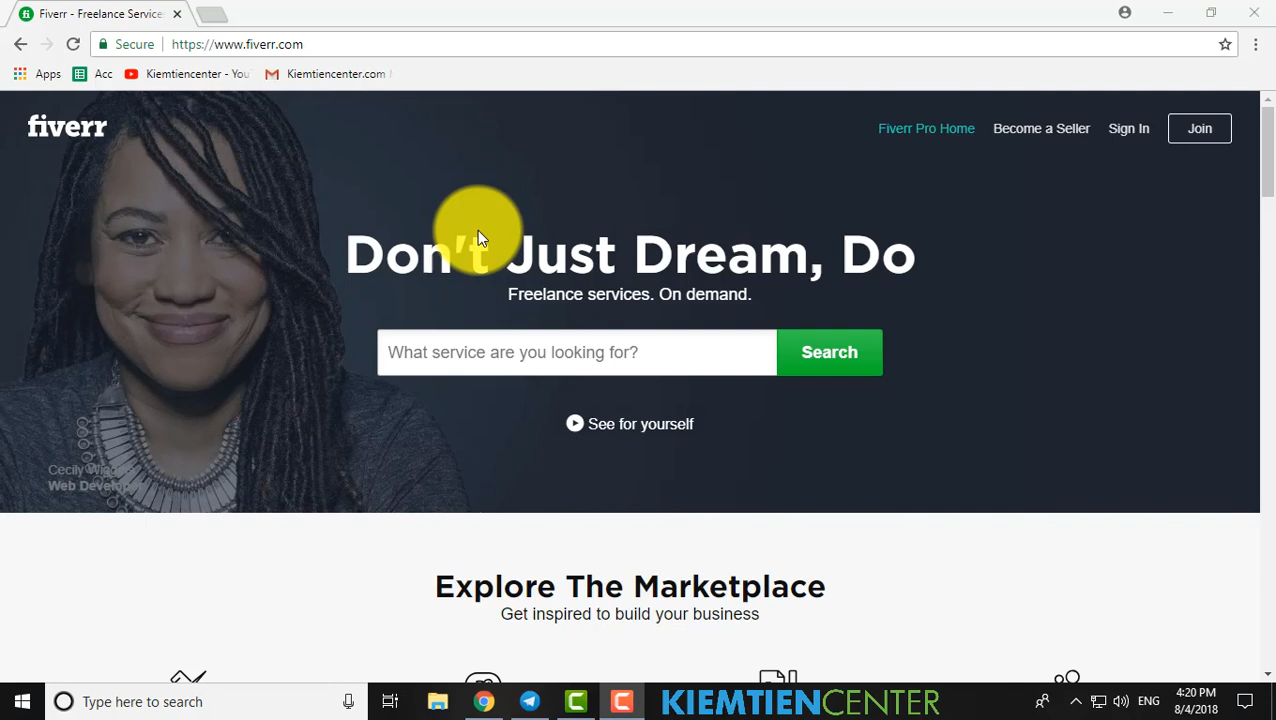 Fiverr - Freelance Service
Secure
https://www.fiverr.com
Apps
Acc
Kiemtiencenter - You
Kiemtiencenter.com
fiverr
Fiverr Pro Home
Become a Seller
Sign In
Join
Don't Just Dream, Do
Freelance services. On demand.
What service are you looking for?
Search
See for yourself
Cecily
Web Developer
Explore The Marketplace
Get inspired to build your business
Type here to search
KIEMTIENCENTER
ENG
4:20 PM
8/4/2018